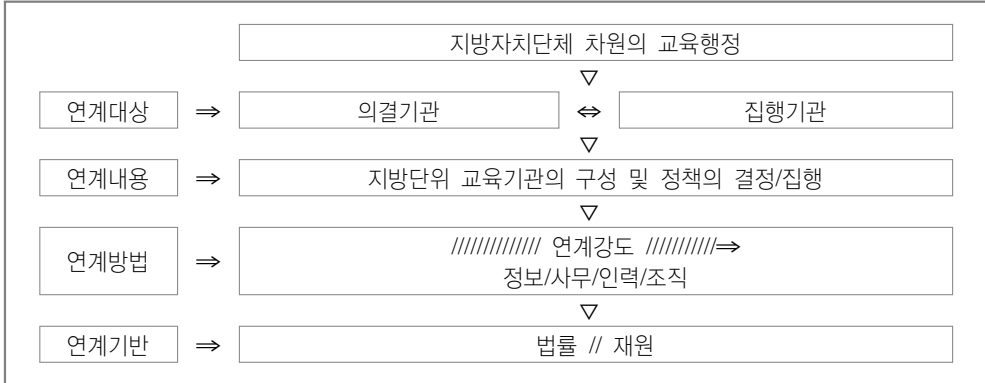 지방자치단체 차원의 교육행정
▽
연계대상 ⇒ 의결기관 ⇔ 집행기관
▽
연계내용 ⇒ 지방단위 교육기관의 구성 및 정책의 결정/집행
▽
연계방법 ⇒ ////////////// 연계강도 ///////////⇒
정보/사무/인력/조직
▽
연계기반 ⇒ 법률 // 재원